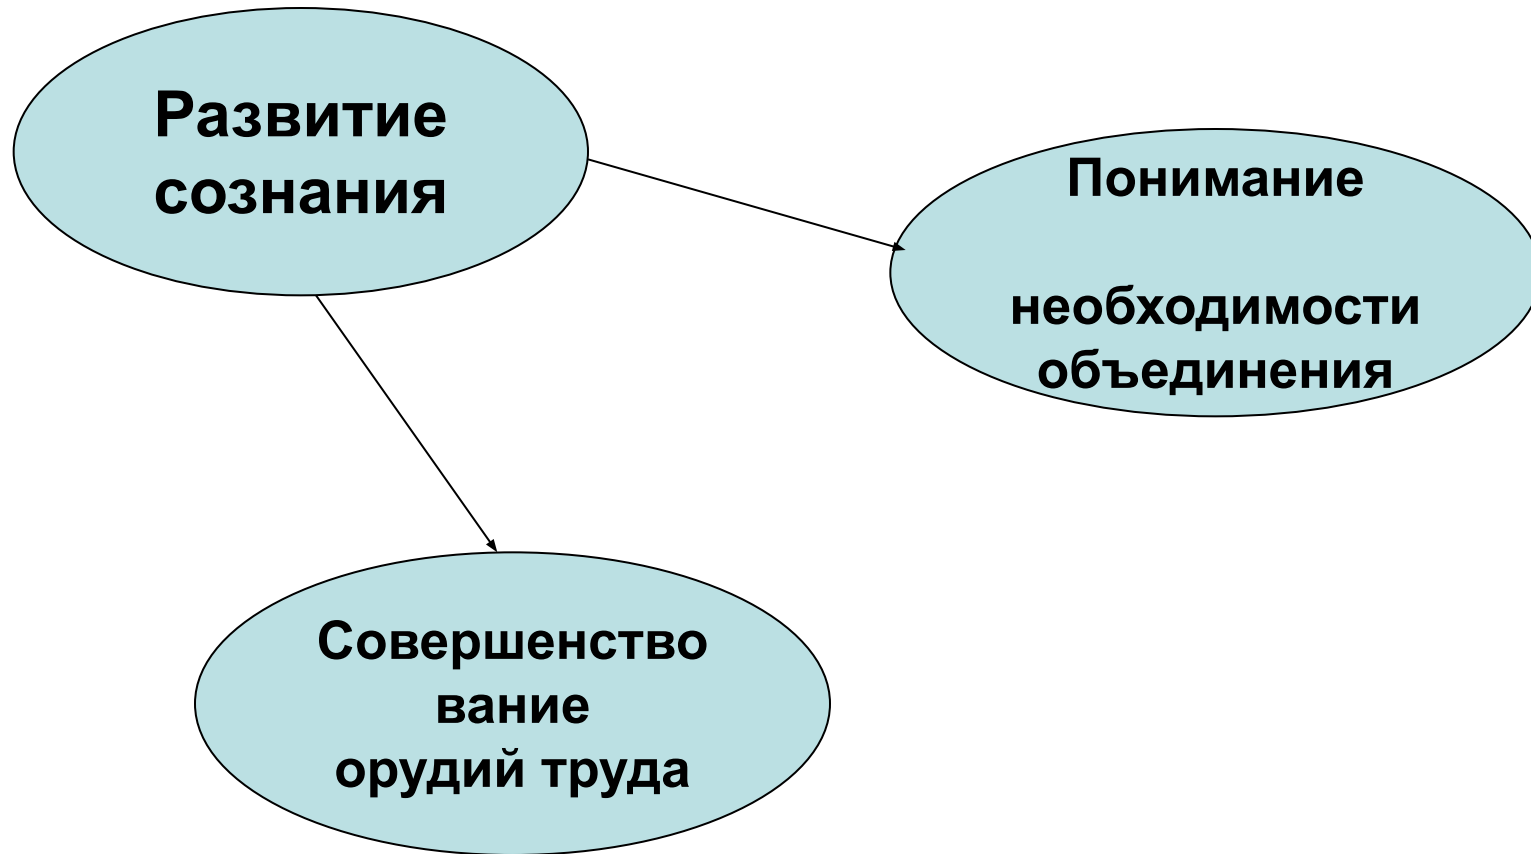 Развитие
сознания
Понимание
необходимости
объединения
Совершенство
вание
орудий труда